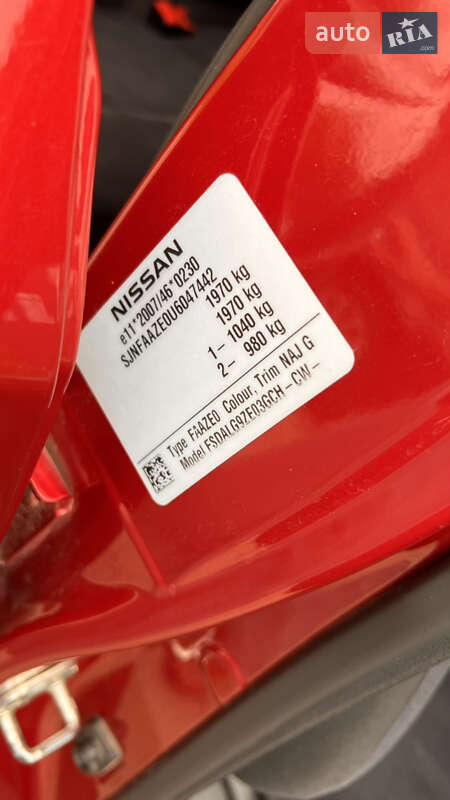 auto RIA
.com
NISSAN
e11*2007/46*0230
SJNFAAZE0U6047442
1970 kg
1970 kg
1– 1040 kg
2– 980 kg
Type FAAZE0 Colour,Trim NAJ G
Model FSDALG9ZE03GCH–CW–